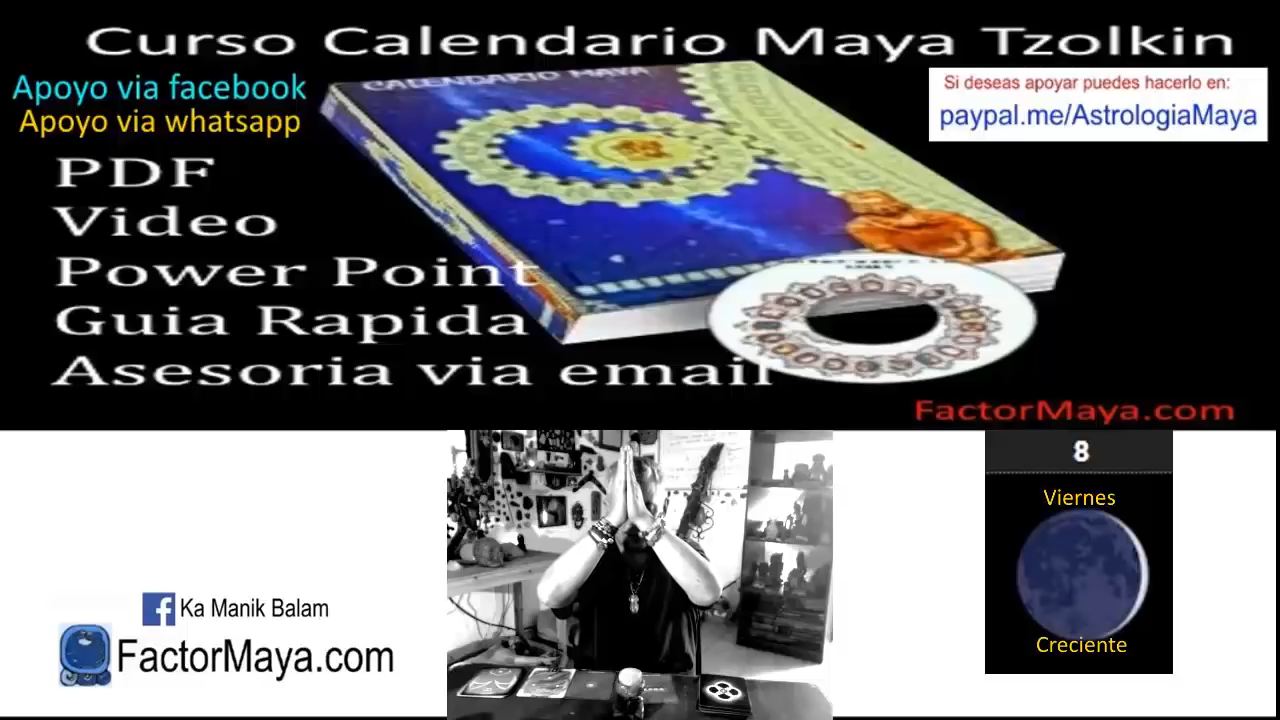 Curso Calendario Maya Tzolkin
Apoyo via facebook
Apoyo via whatsapp
Si deseas apoyar puedes hacerlo en:
paypal.me/AstrologiaMaya
CALENDARIO MAYA
PDF
Video
Power Point
Guia Rapida
Asesoria via email
FactorMaya.com
8
Viernes
Creciente
Ka Manik Balam
FactorMaya.com